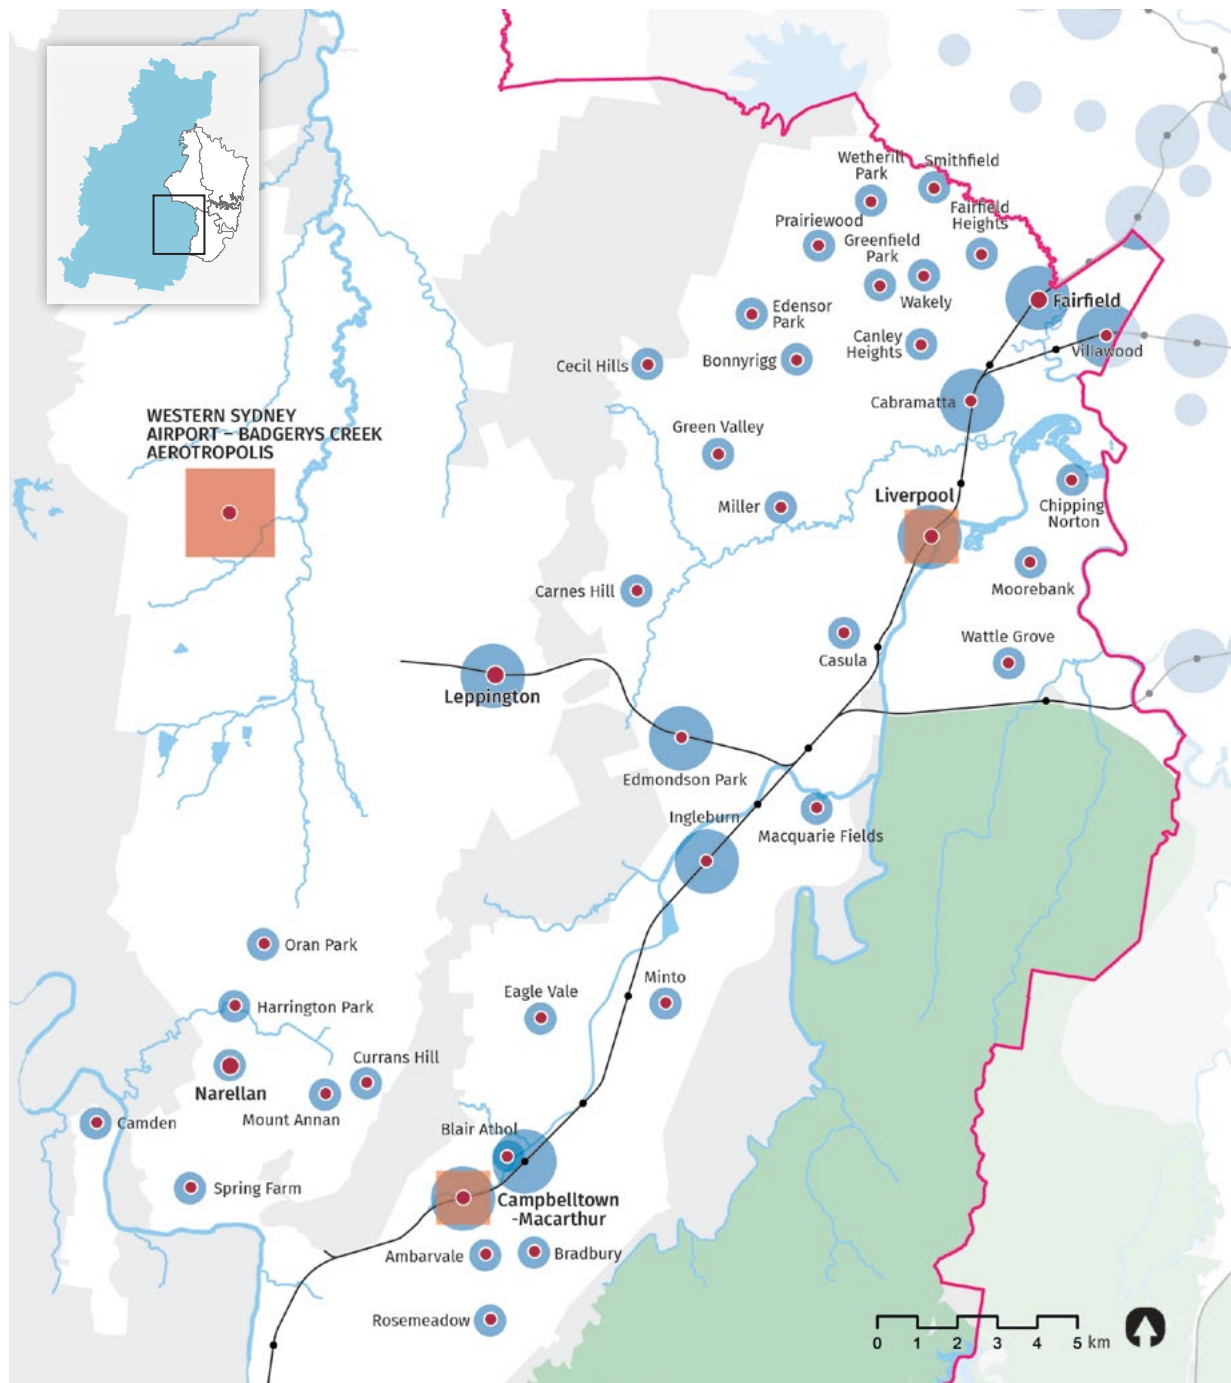 Wetherill
Park
Smithfield
Fairfield
Heights
Prairiewood
Greenfield
Park
Wakely
Fairfield
Edensor
Park
Canley
Heights
Villawood
Cecil Hills
Bonnyrigg
Cabramatta
WESTERN SYDNEY
AIRPORT – BADGERYS CREEK
AEROTROPOLIS
Green Valley
Miller
Liverpool
Chipping
Norton
Carnes Hill
Moorebank
Casula
Wattle Grove
Leppington
Edmondson Park
Ingleburn
Macquarie Fields
Oran Park
Harrington Park
Eagle Vale
Minto
Narellan
Currans Hill
Mount Annan
Camden
Blair Athol
Spring Farm
Campbelltown
-Macarthur
Ambarvale
Bradbury
Rosemeadow
0 1 2 3 4 5 km